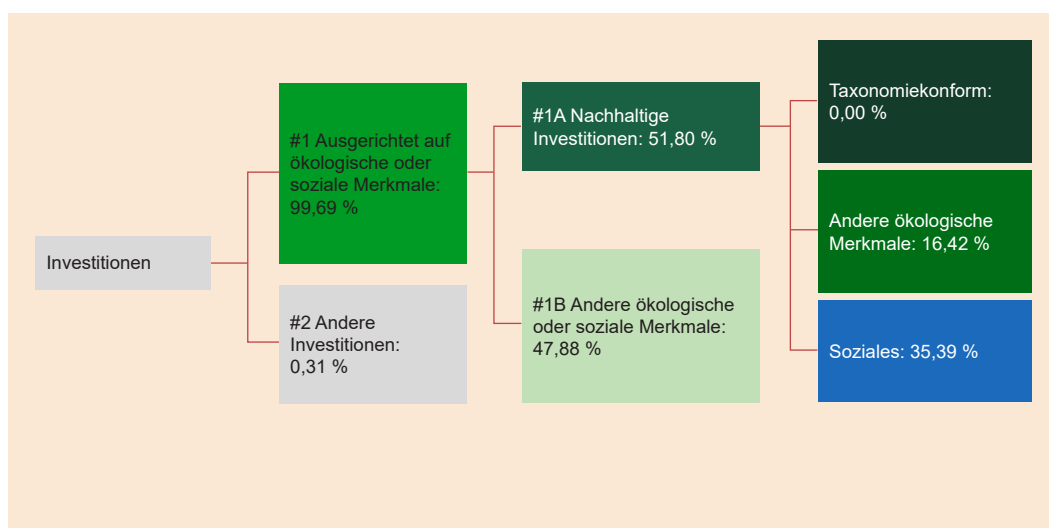 Investitionen
#1 Ausgerichtet auf
ökologische oder
soziale Merkmale:
99,69 %
#2 Andere
Investitionen:
0,31 %
#1A Nachhaltige
Investitionen: 51,80 %
#1B Andere ökologische
oder soziale Merkmale:
47,88 %
Taxonomiekonform:
0,00 %
Andere ökologische
Merkmale: 16,42 %
Soziales: 35,39 %